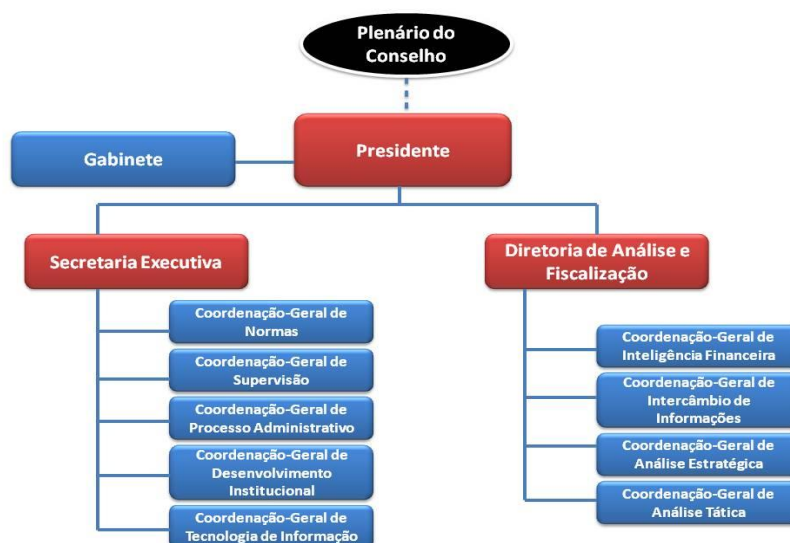 Plenário do
Conselho
Presidente
Gabinete
Secretaria Executiva
Coordenação-Geral de
Normas
Coordenação-Geral de
Supervisão
Coordenação-Geral de
Processo Administrativo
Coordenação-Geral de
Desenvolvimento
Institucional
Coordenação-Geral de
Tecnologia de Informação
Diretoria de Análise e
Fiscalização
Coordenação-Geral de
Inteligência Financeira
Coordenação-Geral de
Intercâmbio de
Informações
Coordenação-Geral de
Análise Estratégica
Coordenação-Geral de
Análise Tática